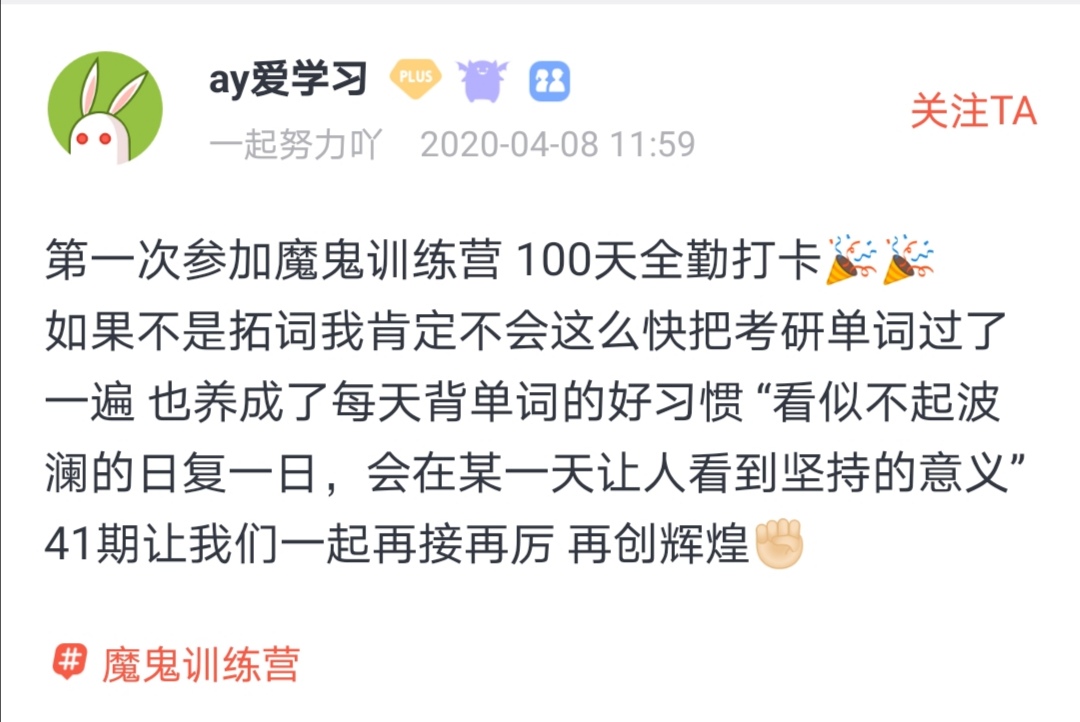 ay爱学习 PLUS
关注TA
一起努力吖 2020-04-08 11:59
第一次参加魔鬼训练营 100天全勤打卡🎉🎉
如果不是拓词我肯定不会这么快把考研单词过了
一遍 也养成了每天背单词的好习惯 “看似不起波
澜的日复一日，会在某一天让人看到坚持的意义”
41期让我们一起再接再厉 再创辉煌✊🏻
# 魔鬼训练营